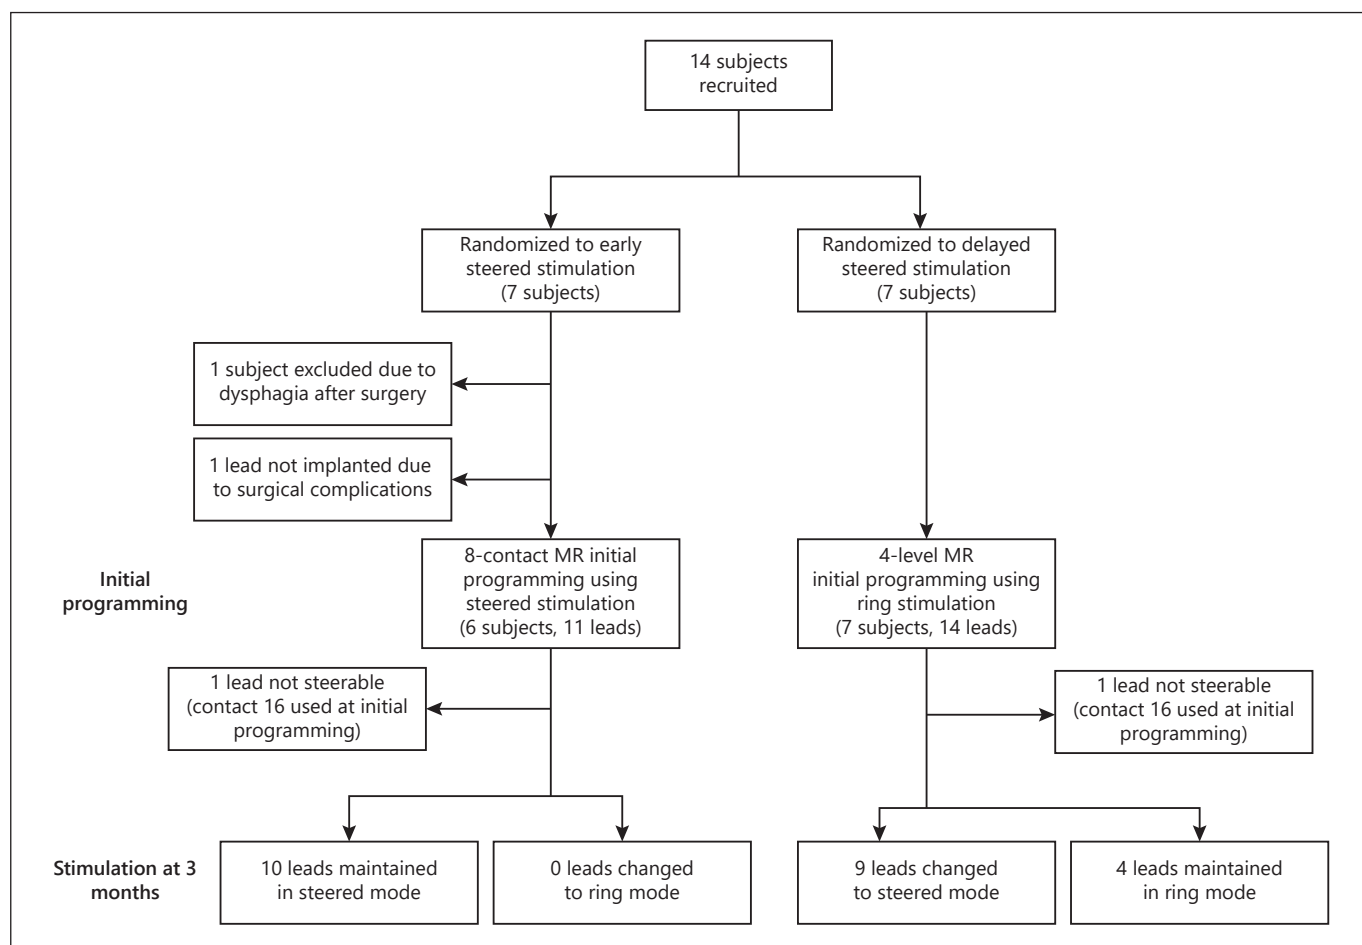 14 subjects
recruited
Randomized to early
steered stimulation
(7 subjects)
Randomized to delayed
steered stimulation
(7 subjects)
1 subject excluded due to
dysphagia after surgery
1 lead not implanted due
to surgical complications
Initial
programming
8-contact MR initial
programming using
steered stimulation
(6 subjects, 11 leads)
4-level MR
initial programming using
ring stimulation
(7 subjects, 14 leads)
1 lead not steerable
(contact 16 used at initial
programming)
1 lead not steerable
(contact 16 used at initial
programming)
Stimulation at 3
months
10 leads maintained
in steered mode
0 leads changed
to ring mode
9 leads changed
to steered mode
4 leads maintained
in ring mode